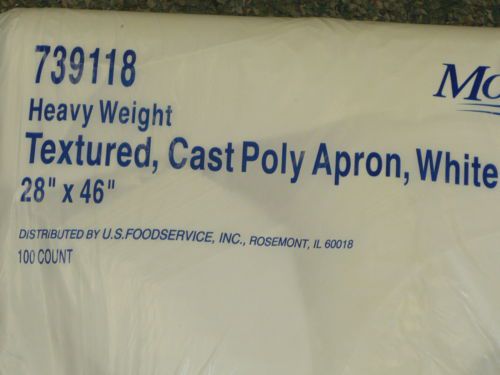 739118
Heavy Weight
Textured, Cast Poly Apron, White
28" x 46"
DISTRIBUTED BY U.S.FOODSERVICE, INC., ROSEMONT, IL 60018
100 COUNT